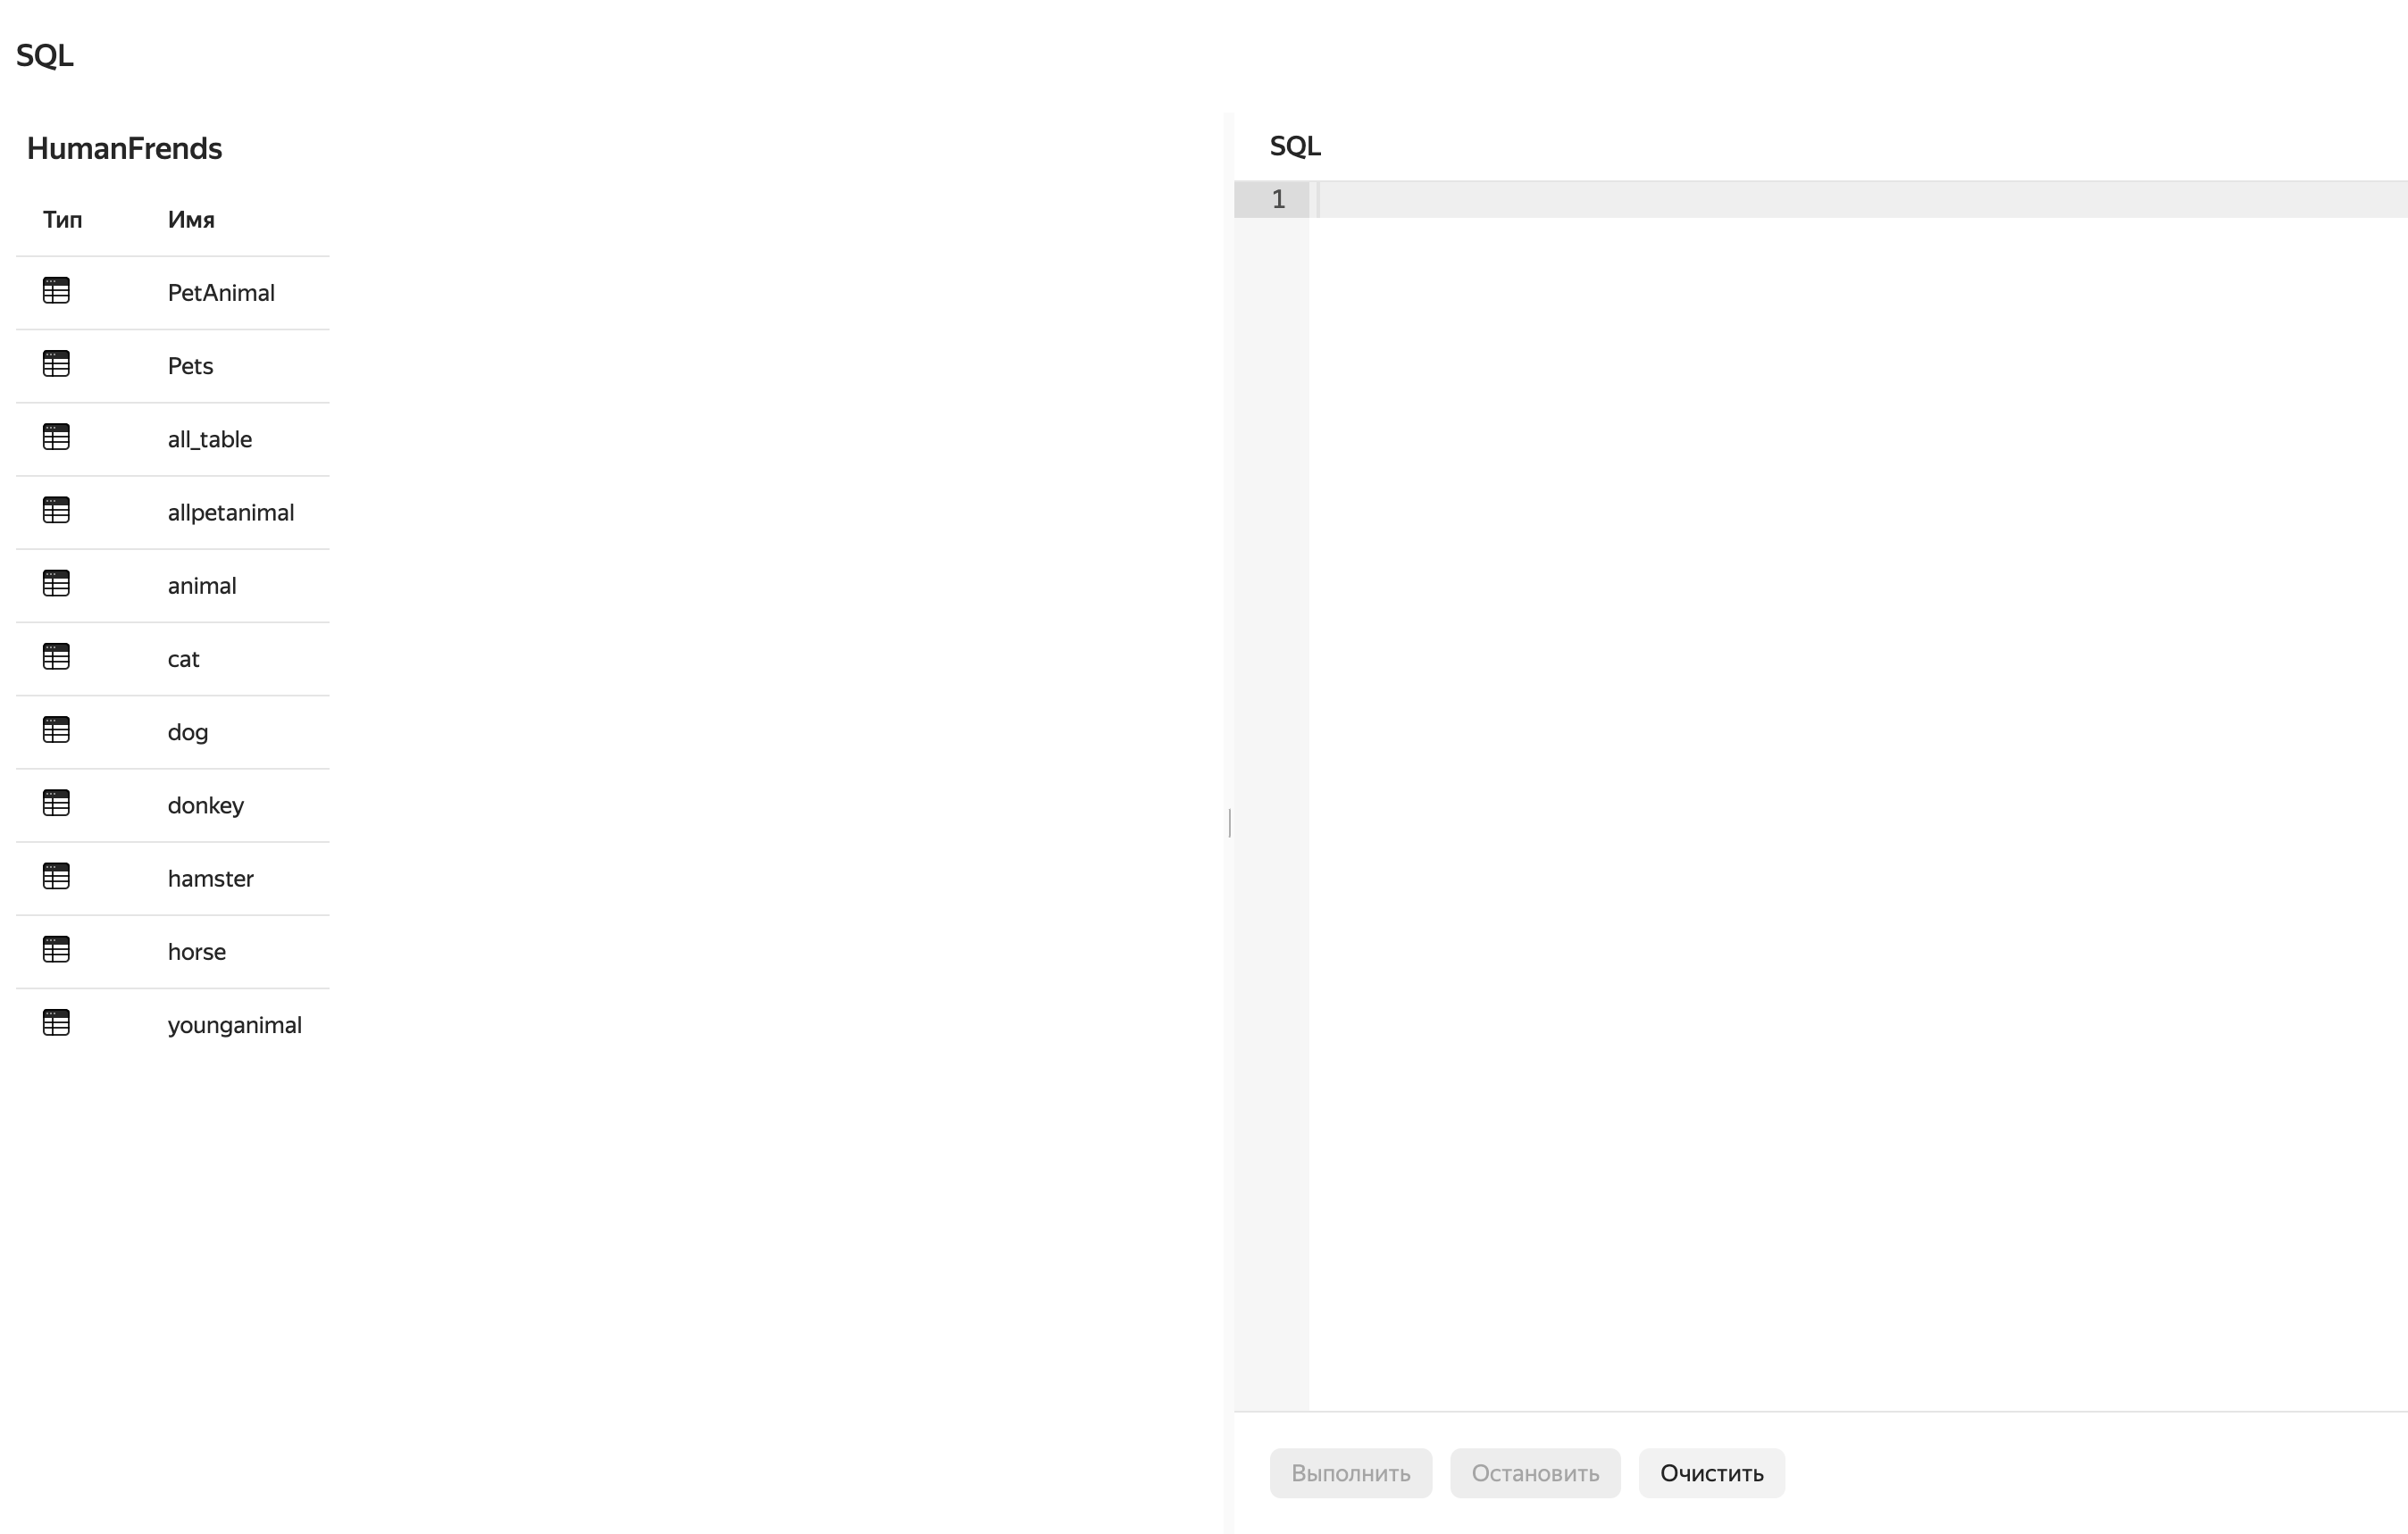 SQL
HumanFrends
Тип Имя
PetAnimal
Pets
all_table
allpetanimal
animal
cat
dog
donkey
hamster
horse
younganimal
SQL
1
Выполнить Остановить Очистить